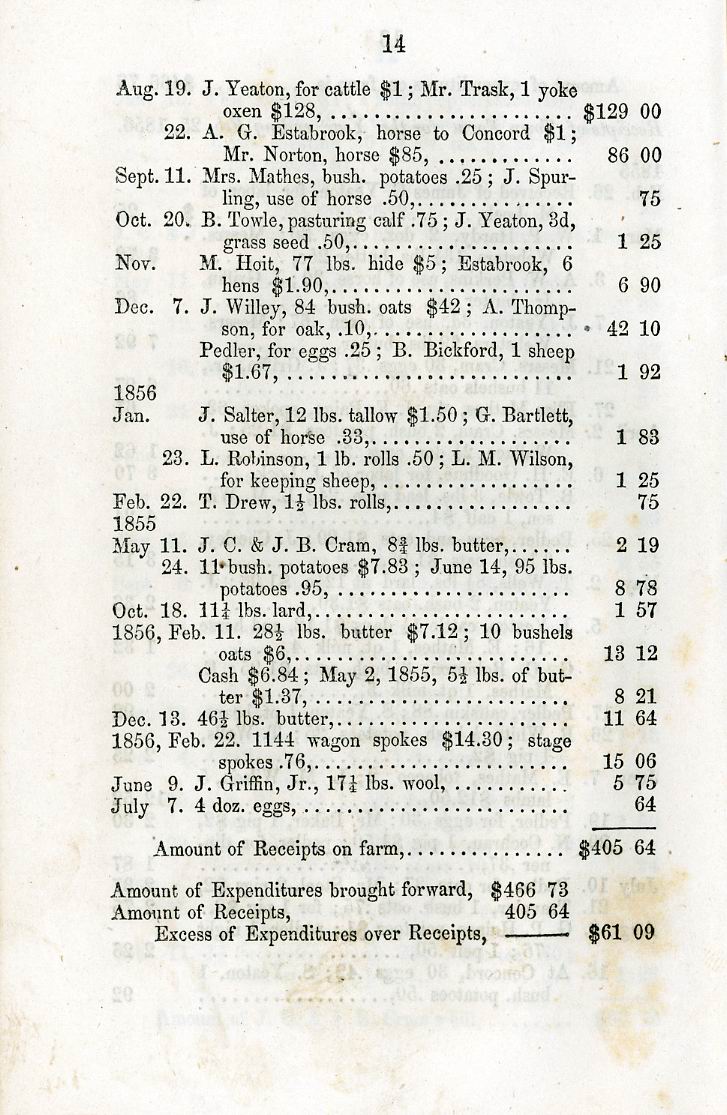 14
Aug. 19. J. Yeaton, for cattle $1; Mr. Trask, 1 yoke
oxen $128, ........................ $129 00
22. A. G. Estabrook, horse to Concord $1;
Mr. Norton, horse $85, ............. 86 00
Sept. 11. Mrs. Mathes, bush. potatoes .25; J. Spur-
ling, use of horse .50,................ 75
Oct. 20. B. Towle, pasturing calf .75; J. Yeaton, 3d,
grass seed .50,...................... 1 25
Nov. M. Hoit, 77 lbs. hide $5; Estabrook, 6
hens $1.90,........................ 6 90
Dec. 7. J. Willey, 84 bush. oats $42; A. Thomp-
son, for oak, .10,.................... 42 10
Pedler, for eggs .25; B. Bickford, 1 sheep
$1.67, ............................ 1 92
1856
Jan. J. Salter, 12 lbs. tallow $1.50; G. Bartlett,
use of horse .33,.................... 1 83
23. L. Robinson, 1 lb. rolls .50; L. M. Wilson,
for keeping sheep, ................... 1 25
Feb. 22. T. Drew, 1½ lbs. rolls,.................. 75
1855
May 11. J. C. & J. B. Cram, 8¾ lbs. butter,...... 2 19
24. 11 bush. potatoes $7.83; June 14, 95 lbs.
potatoes .95, ....................... 8 78
Oct. 18. 11¼ lbs. lard,......................... 1 57
1856, Feb. 11. 28½ lbs. butter $7.12; 10 bushels
oats $6,........................... 13 12
Cash $6.84; May 2, 1855, 5½ lbs. of but-
ter $1.37, ......................... 8 21
Dec. 13. 46½ lbs. butter,....................... 11 64
1856, Feb. 22. 1144 wagon spokes $14.30; stage
spokes .76,......................... 15 06
June 9. J. Griffin, Jr., 17¼ lbs. wool, ........... 5 75
July 7. 4 doz. eggs, .......................... 64
Amount of Receipts on farm,............... $405 64
Amount of Expenditures brought forward, $466 73
Amount of Receipts, 405 64
Excess of Expenditures over Receipts, ——— $61 09